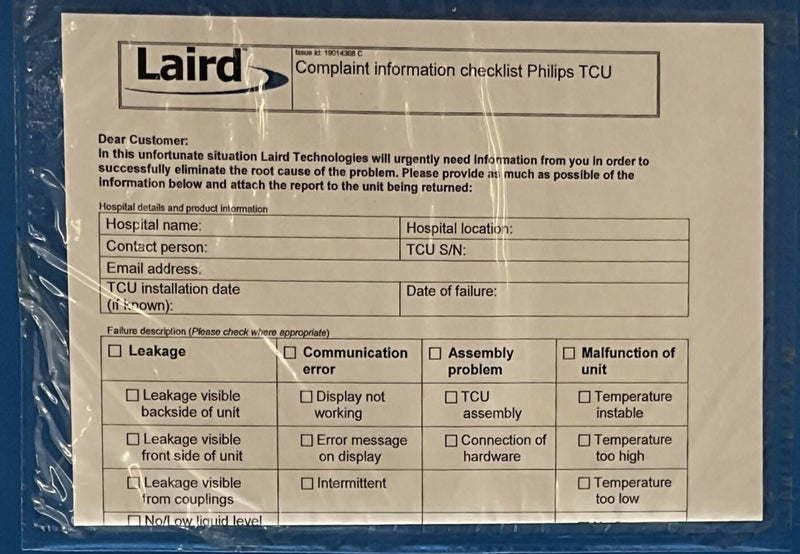 Laird
Issue id: 19014368 C
Complaint information checklist Philips TCU
Dear Customer:
In this unfortunate situation Laird Technologies will urgently need information from you in order to
successfully eliminate the root cause of the problem. Please provide as much as possible of the
information below and attach the report to the unit being returned:
Hospital details and product information
Hospital name: Hospital location:
Contact person: TCU S/N:
Email address:
TCU installation date Date of failure:
(if known):
Failure description (Please check where appropriate)
☐ Leakage ☐ Communication ☐ Assembly ☐ Malfunction of
error problem unit
☐ Leakage visible ☐ Display not ☐ TCU ☐ Temperature
backside of unit working assembly instable
☐ Leakage visible ☐ Error message ☐ Connection of ☐ Temperature
front side of unit on display hardware too high
☐ Leakage visible ☐ Intermittent ☐ Temperature
from couplings too low
☐ No/Low liquid level